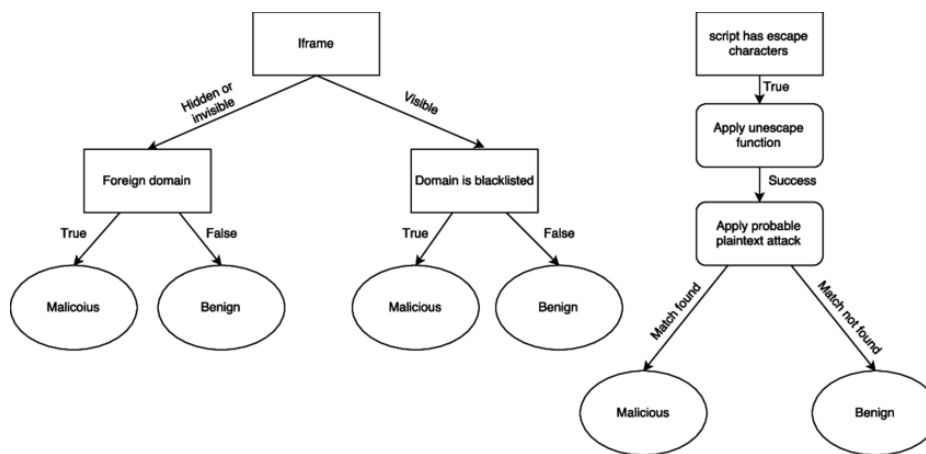 Iframe
Hidden or
invisible
Visible
Foreign domain
Domain is blacklisted
True
False
True
False
Malicoius
Benign
Malicious
Benign
script has escape
characters
True
Apply unescape
function
Success
Apply probable
plaintext attack
Match found
Match not found
Malicious
Benign